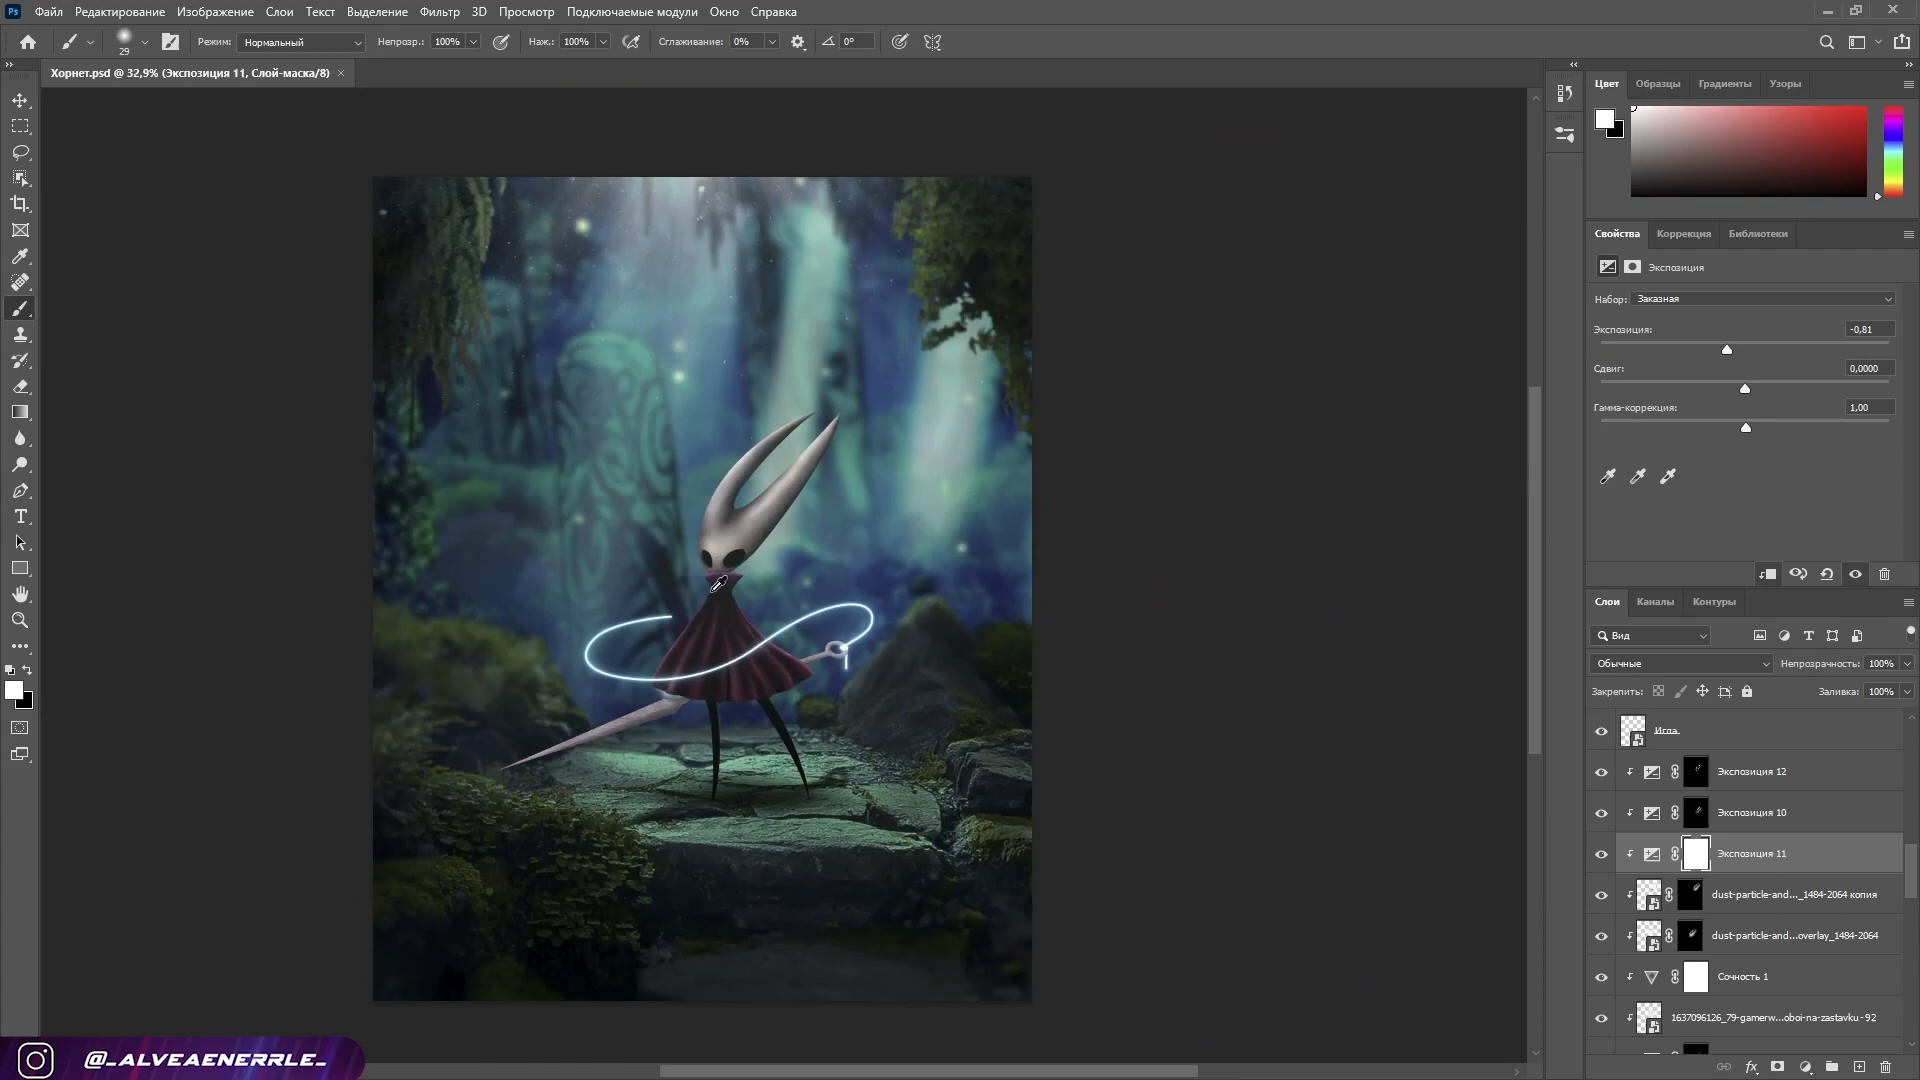 Ps Файл Редактирование Изображение Слои Текст Выделение Фильтр 3D Просмотр Подключаемые модули Окно Справка
29 Режим: Нормальный Непрозр.: 100% Наж.: 100% Сглаживание: 0% 0°
Хорнет.psd @ 32,9% (Экспозиция 11, Слой-маска/8) ×
Цвет Образцы Градиенты Узоры
Свойства Коррекция Библиотеки
Экспозиция
Набор: Заказная
Экспозиция: -0,81
Сдвиг: 0,0000
Гамма-коррекция: 1,00
Слои Каналы Контуры
Вид
Обычные Непрозрачность: 100%
Закрепить: Заливка: 100%
Игла
Экспозиция 12
Экспозиция 10
Экспозиция 11
dust-particle-and..._1484-2064 копия
dust-particle-and...overlay_1484-2064
Сочность 1
1637096126_79-gamerw...oboi-na-zastavku-92
fx
@_ALVEAENERRLE_